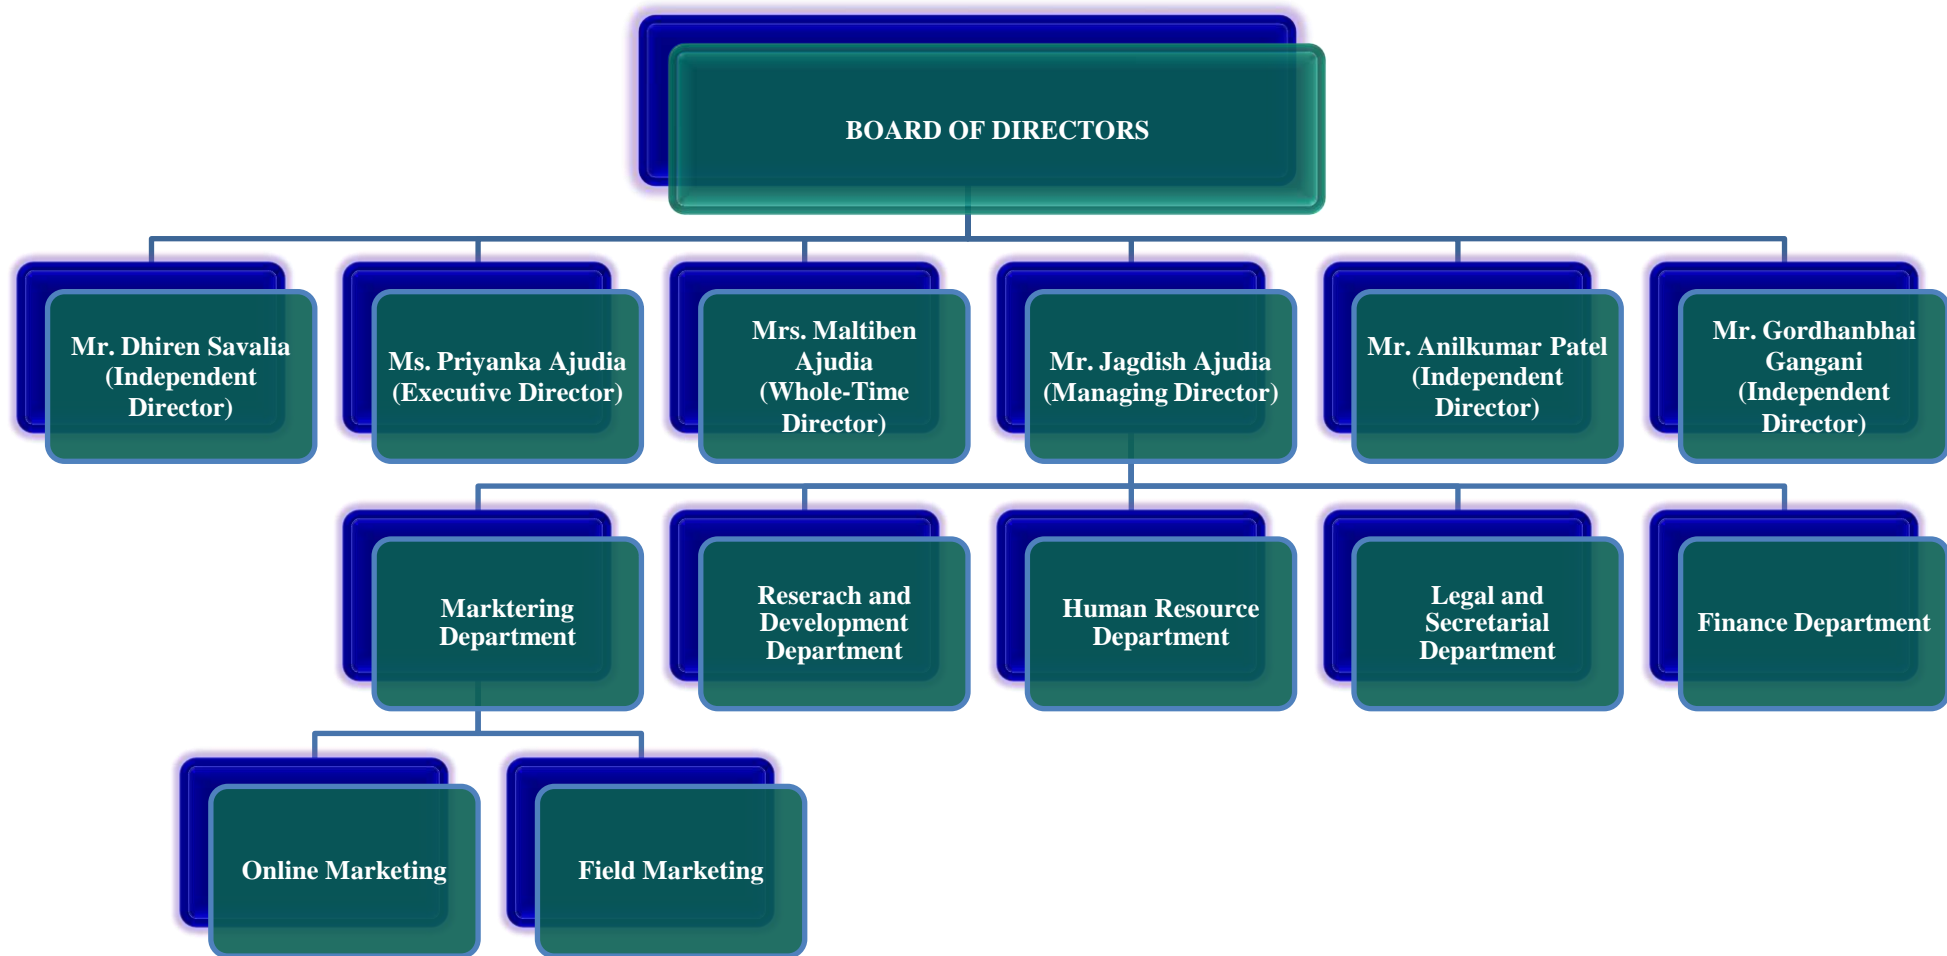 BOARD OF DIRECTORS
Mr. Dhiren Savalia
(Independent
Director)
Ms. Priyanka Ajudia
(Executive Director)
Mrs. Maltiben
Ajudia
(Whole-Time
Director)
Mr. Jagdish Ajudia
(Managing Director)
Mr. Anilkumar Patel
(Independent
Director)
Mr. Gordhanbhai
Gangani
(Independent
Director)
Marktering
Department
Reserach and
Development
Department
Human Resource
Department
Legal and
Secretarial
Department
Finance Department
Online Marketing
Field Marketing